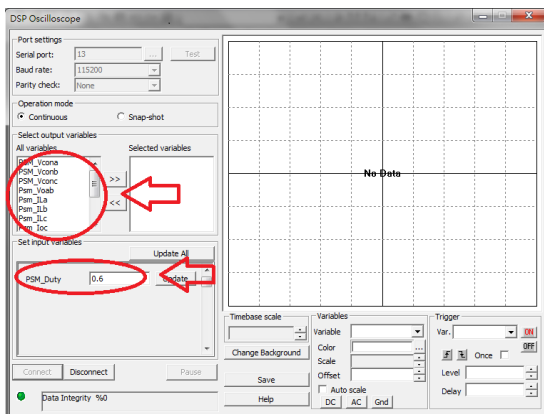 DSP Oscilloscope
Port settings
Serial port: 13 ... Test
Baud rate: 115200
Parity check: None
Operation mode
Continuous Snap-shot
Select output variables
All variables Selected variables
PSM_Vcona
PSM_Vconb
PSM_Vconc
Psm_Voab
Psm_ILa
Psm_ILb
Psm_ILc
Psm_Ioc
>>
<<
Set input variables
Update All
PSM_Duty 0.6 Update
Connect Disconnect Pause
Data Integrity %0
No Data
Timebase scale
Change Background
Save
Help
Variables
Variable
Color ...
Scale
Offset
Auto scale
DC AC Gnd
Trigger
Var. ON
OFF
Once
Level
Delay